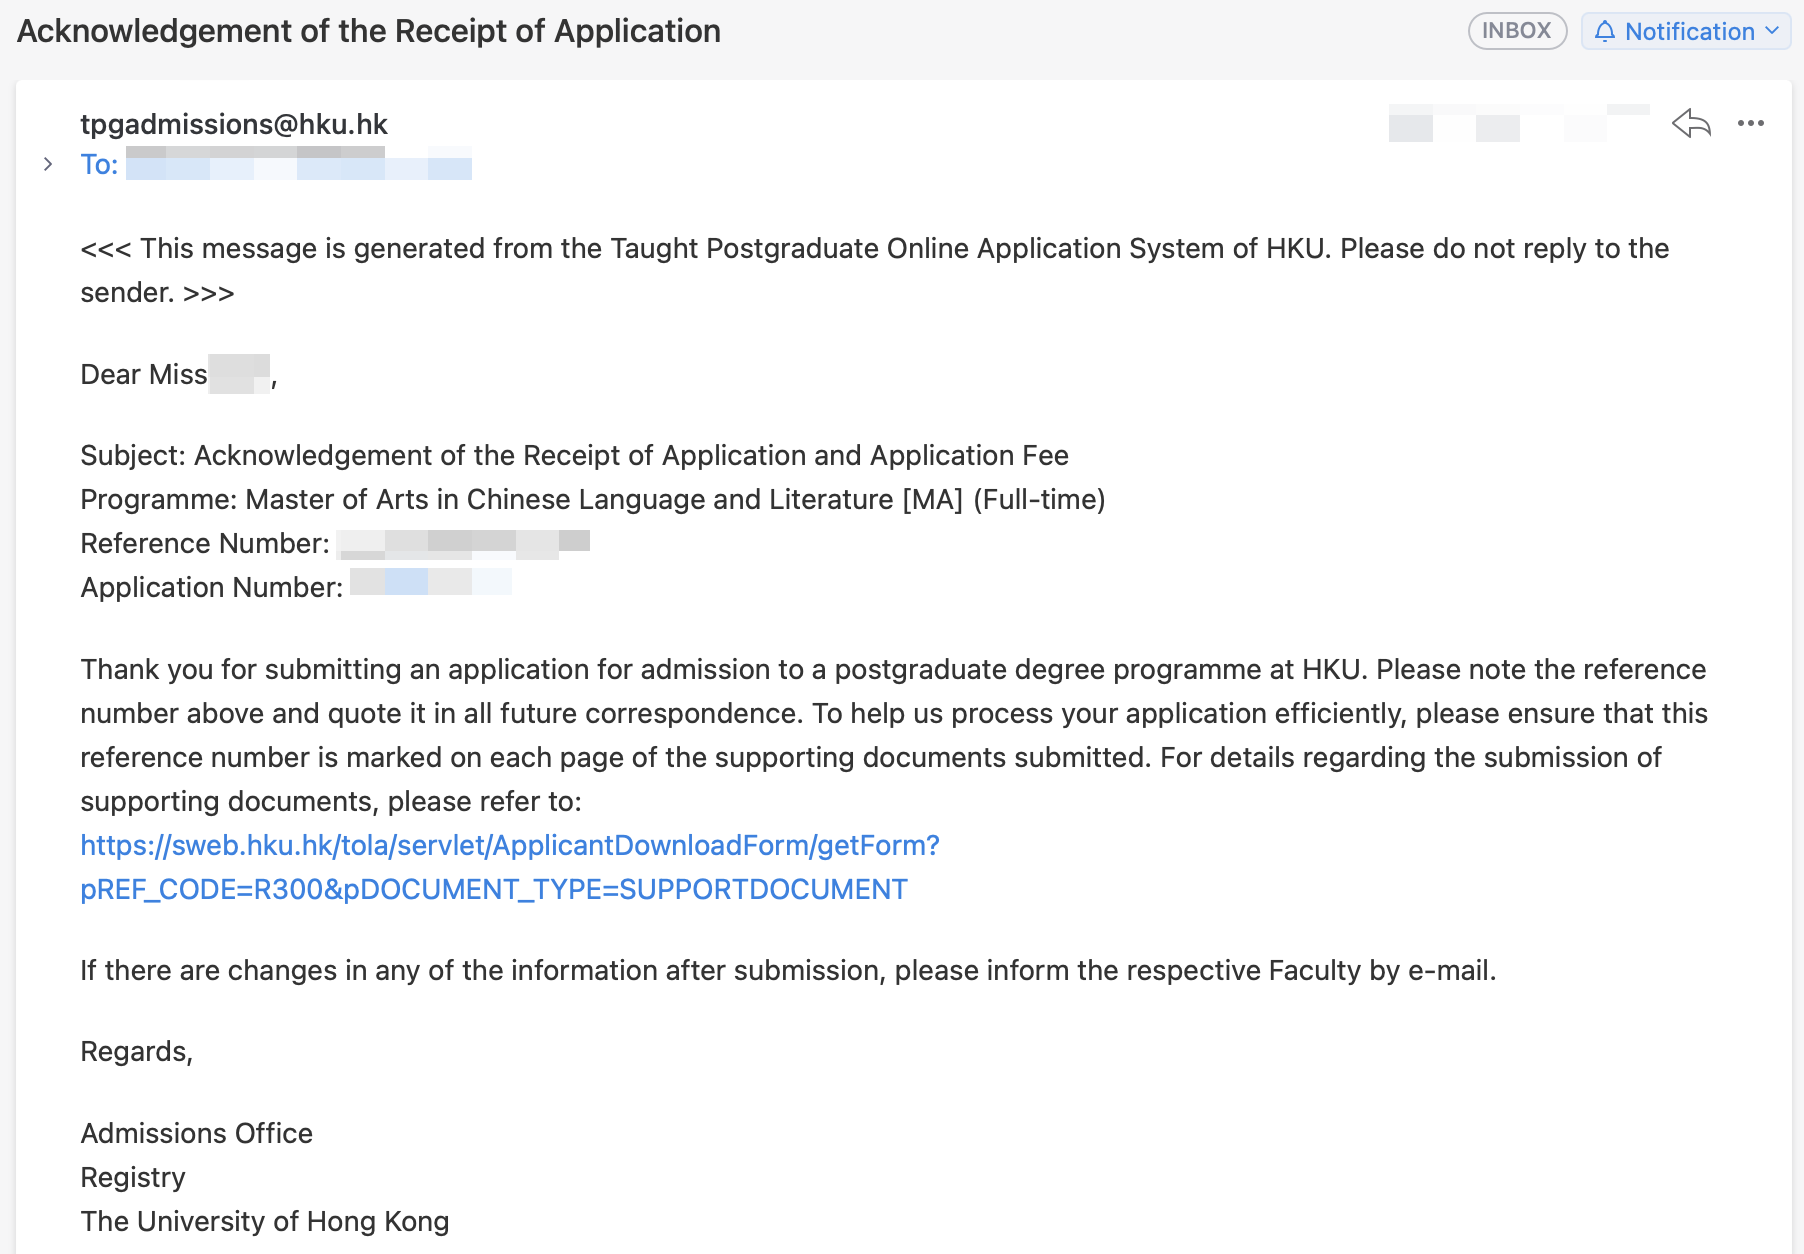 Acknowledgement of the Receipt of Application
INBOX
Notification
tpgadmissions@hku.hk
To:
<<< This message is generated from the Taught Postgraduate Online Application System of HKU. Please do not reply to the
sender. >>>
Dear Miss ,
Subject: Acknowledgement of the Receipt of Application and Application Fee
Programme: Master of Arts in Chinese Language and Literature [MA] (Full-time)
Reference Number:
Application Number:
Thank you for submitting an application for admission to a postgraduate degree programme at HKU. Please note the reference
number above and quote it in all future correspondence. To help us process your application efficiently, please ensure that this
reference number is marked on each page of the supporting documents submitted. For details regarding the submission of
supporting documents, please refer to:
https://sweb.hku.hk/tola/servlet/ApplicantDownloadForm/getForm?
pREF_CODE=R300&pDOCUMENT_TYPE=SUPPORTDOCUMENT
If there are changes in any of the information after submission, please inform the respective Faculty by e-mail.
Regards,
Admissions Office
Registry
The University of Hong Kong